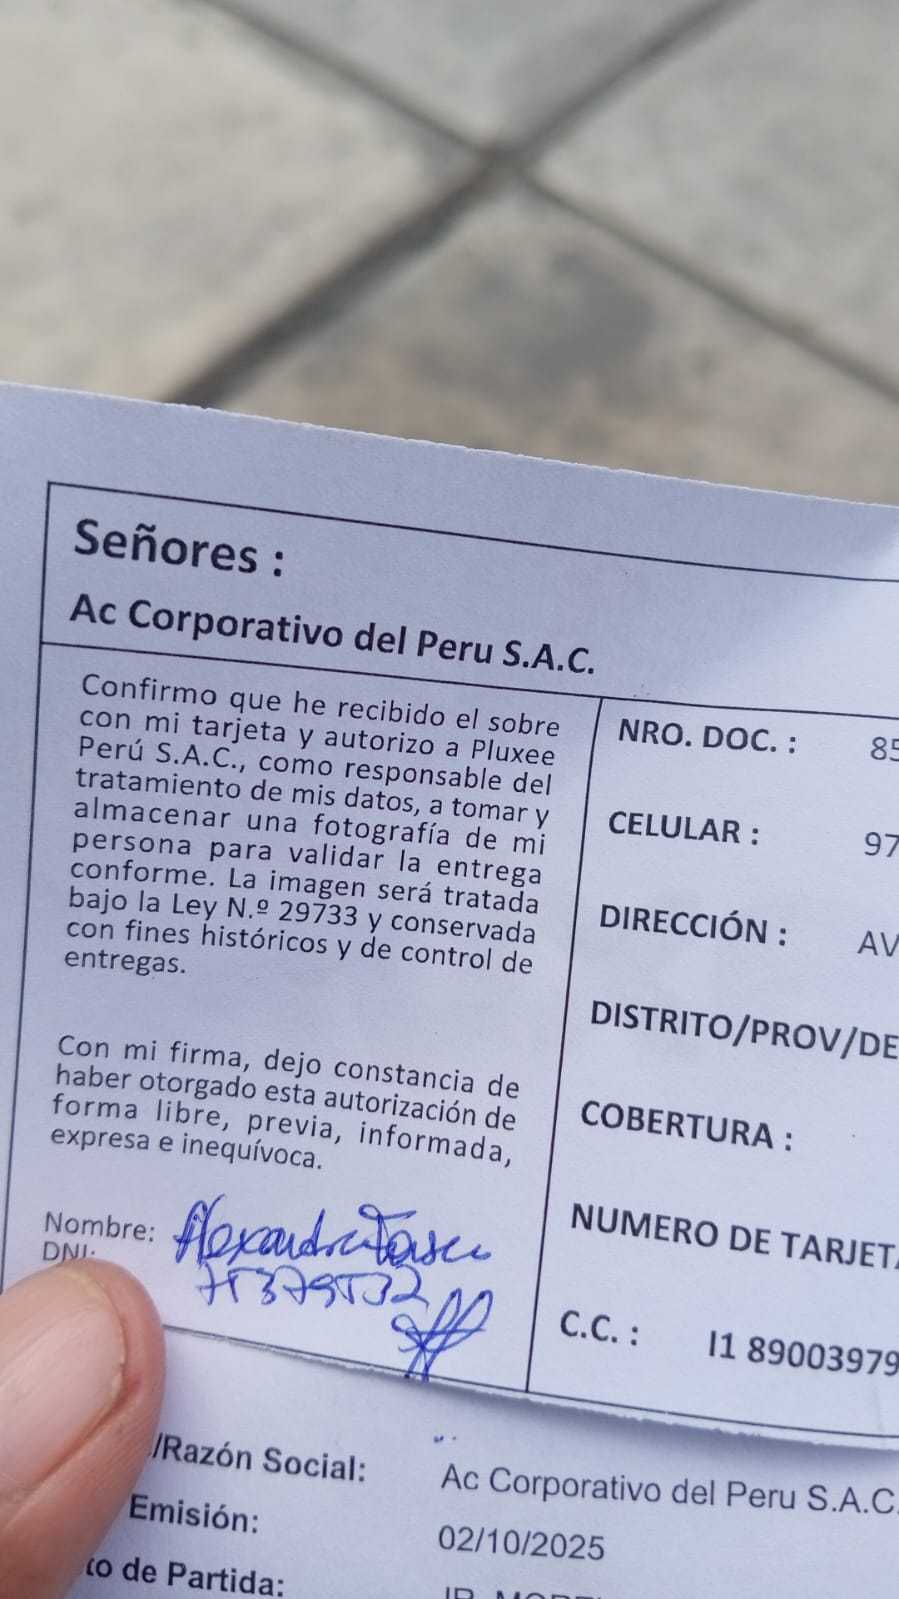 Señores :
Ac Corporativo del Peru S.A.C.
Confirmo que he recibido el sobre
con mi tarjeta y autorizo a Pluxee
Perú S.A.C., como responsable del
tratamiento de mis datos, a tomar y
almacenar una fotografía de mi
persona para validar la entrega
conforme. La imagen será tratada
bajo la Ley N.º 29733 y conservada
con fines históricos y de control de
entregas.
Con mi firma, dejo constancia de
haber otorgado esta autorización de
forma libre, previa, informada,
expresa e inequívoca.
Nombre: Alexandra
DNI:
NRO. DOC. : 85
CELULAR : 97
DIRECCIÓN : AV
DISTRITO/PROV/DE
COBERTURA :
NUMERO DE TARJETA
C.C. : I1 89003979
/Razón Social: Ac Corporativo del Peru S.A.C.
Emisión: 02/10/2025
to de Partida: